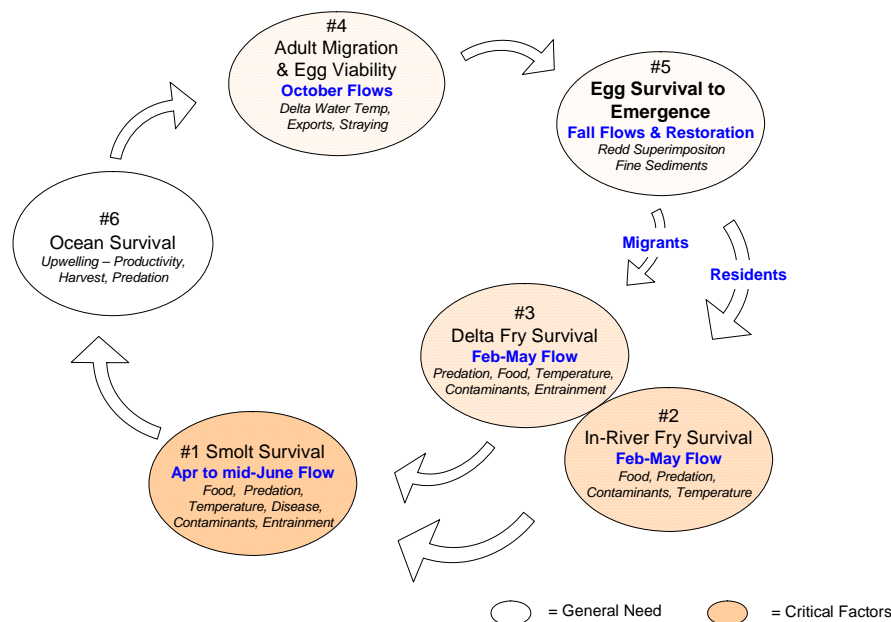 #4
Adult Migration
& Egg Viability
October Flows
Delta Water Temp,
Exports, Straying
#5
Egg Survival to
Emergence
Fall Flows & Restoration
Redd Superimpositon
Fine Sediments
#6
Ocean Survival
Upwelling – Productivity,
Harvest, Predation
Migrants
Residents
#3
Delta Fry Survival
Feb-May Flow
Predation, Food, Temperature,
Contaminants, Entrainment
#2
In-River Fry Survival
Feb-May Flow
Food, Predation,
Contaminants, Temperature
#1 Smolt Survival
Apr to mid-June Flow
Food, Predation,
Temperature, Disease,
Contaminants, Entrainment
= General Need
= Critical Factors